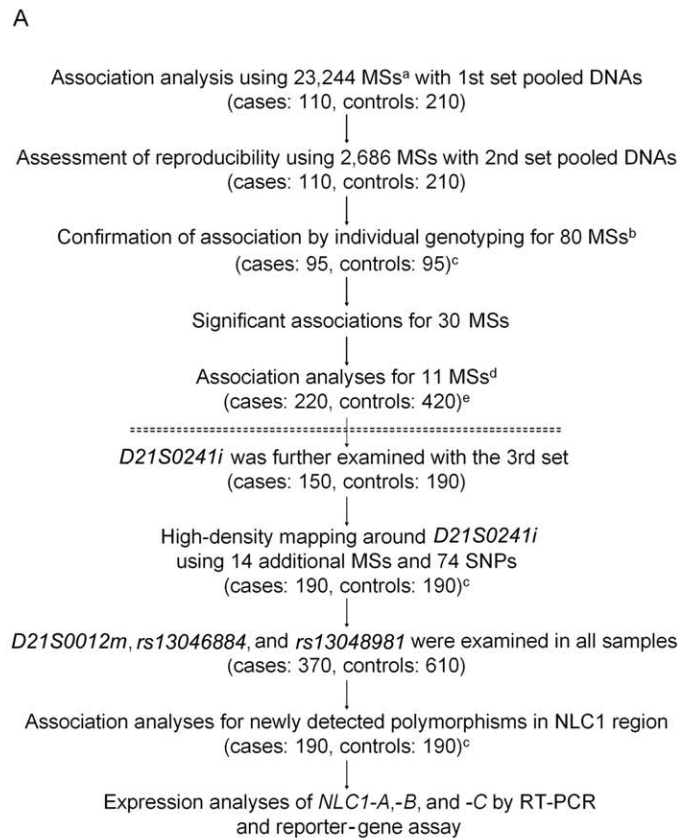 A
Association analysis using 23,244 MSsᵃ with 1st set pooled DNAs
(cases: 110, controls: 210)
Assessment of reproducibility using 2,686 MSs with 2nd set pooled DNAs
(cases: 110, controls: 210)
Confirmation of association by individual genotyping for 80 MSsᵇ
(cases: 95, controls: 95)ᶜ
Significant associations for 30 MSs
Association analyses for 11 MSsᵈ
(cases: 220, controls: 420)ᵉ
D21S0241i was further examined with the 3rd set
(cases: 150, controls: 190)
High-density mapping around D21S0241i
using 14 additional MSs and 74 SNPs
(cases: 190, controls: 190)ᶜ
D21S0012m, rs13046884, and rs13048981 were examined in all samples
(cases: 370, controls: 610)
Association analyses for newly detected polymorphisms in NLC1 region
(cases: 190, controls: 190)ᶜ
Expression analyses of NLC1-A,-B, and -C by RT-PCR
and reporter-gene assay